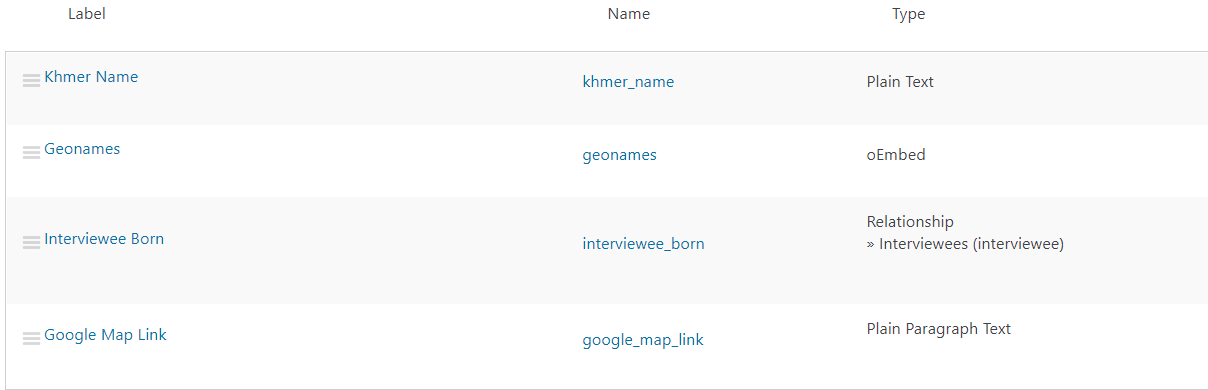 Label Name Type
Khmer Name khmer_name Plain Text
Geonames geonames oEmbed
Interviewee Born interviewee_born Relationship
» Interviewees (interviewee)
Google Map Link google_map_link Plain Paragraph Text